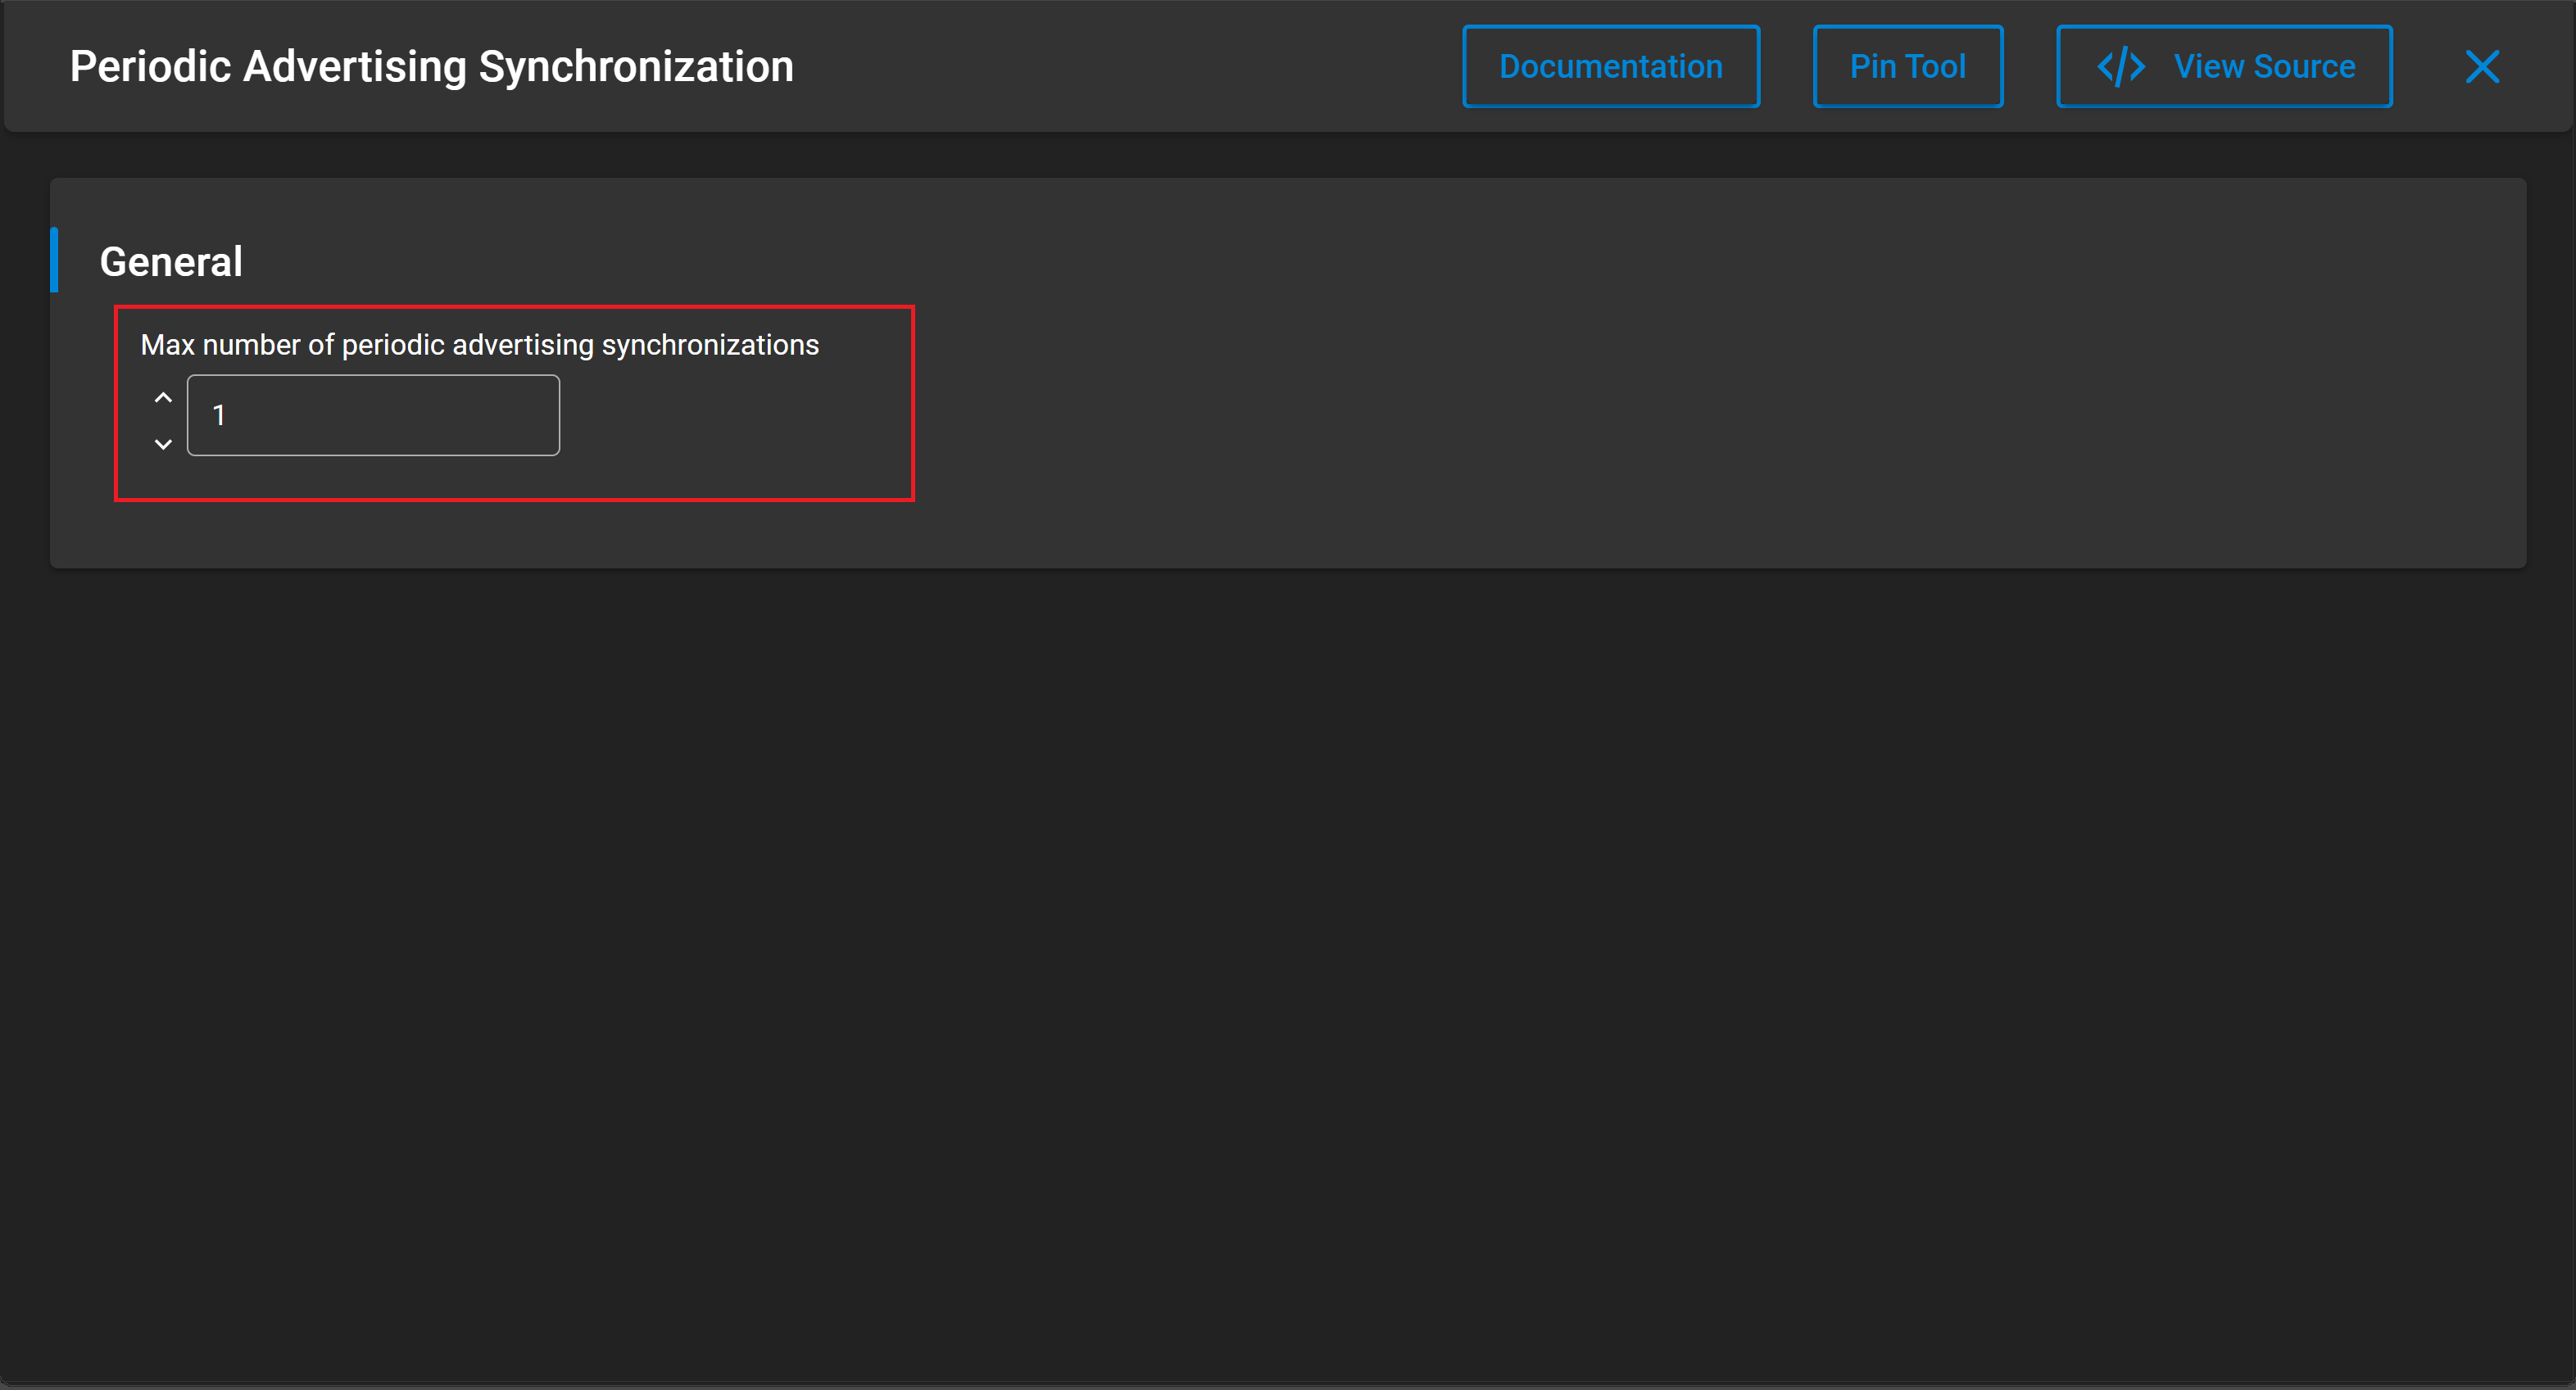 Periodic Advertising Synchronization
Documentation
Pin Tool
</> View Source
General
Max number of periodic advertising synchronizations
1